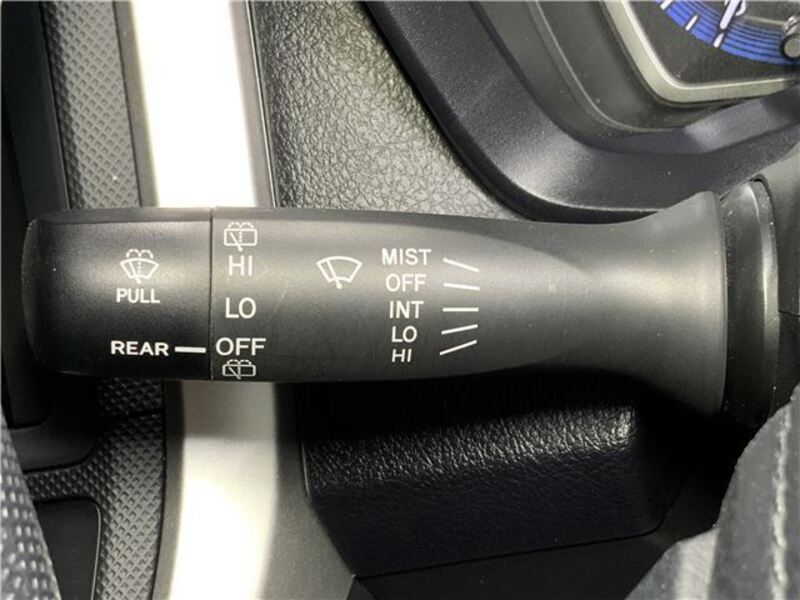 PULL
REAR
HI
LO
OFF
MIST
OFF
INT
LO
HI